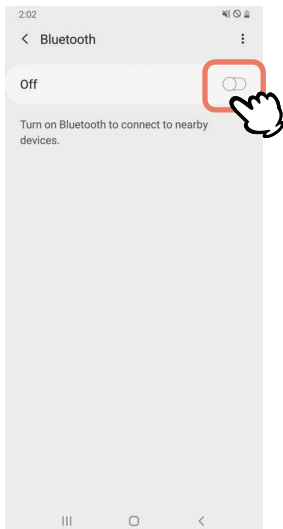 2:02
Bluetooth
Off
Turn on Bluetooth to connect to nearby
devices.